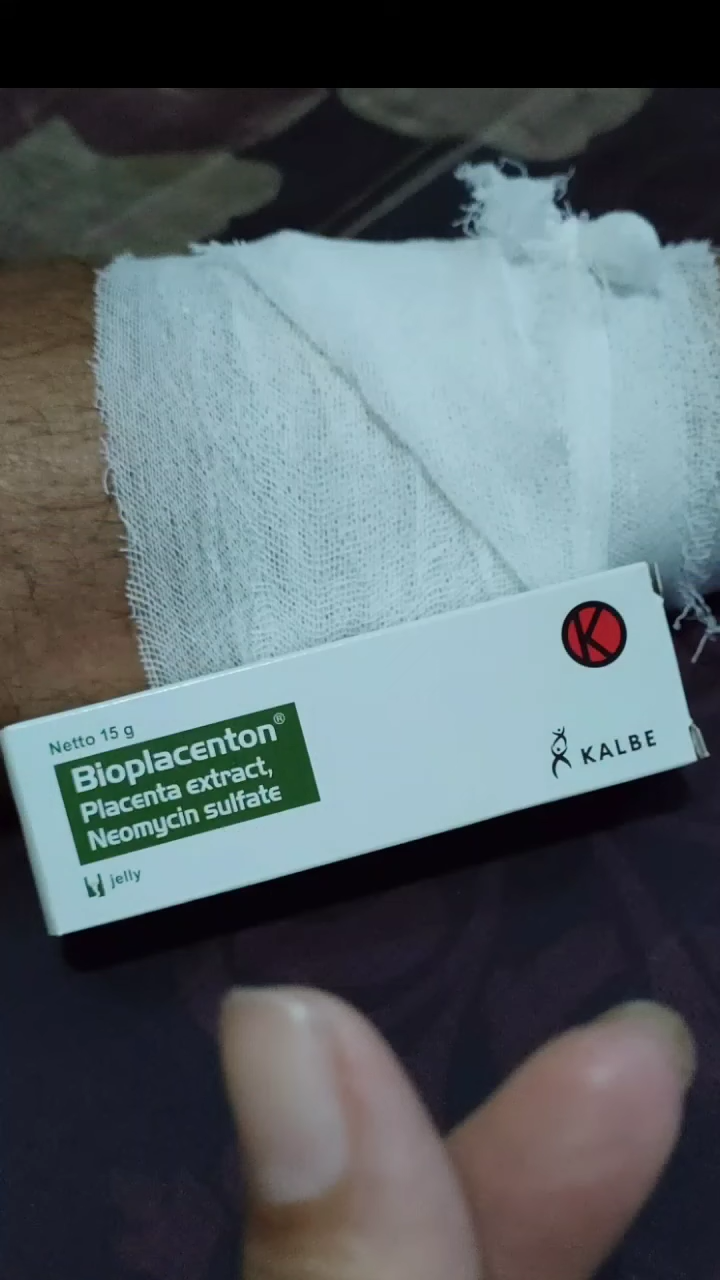 Netto 15 g
Bioplacenton®
Placenta extract,
Neomycin sulfate
jelly
K
KALBE